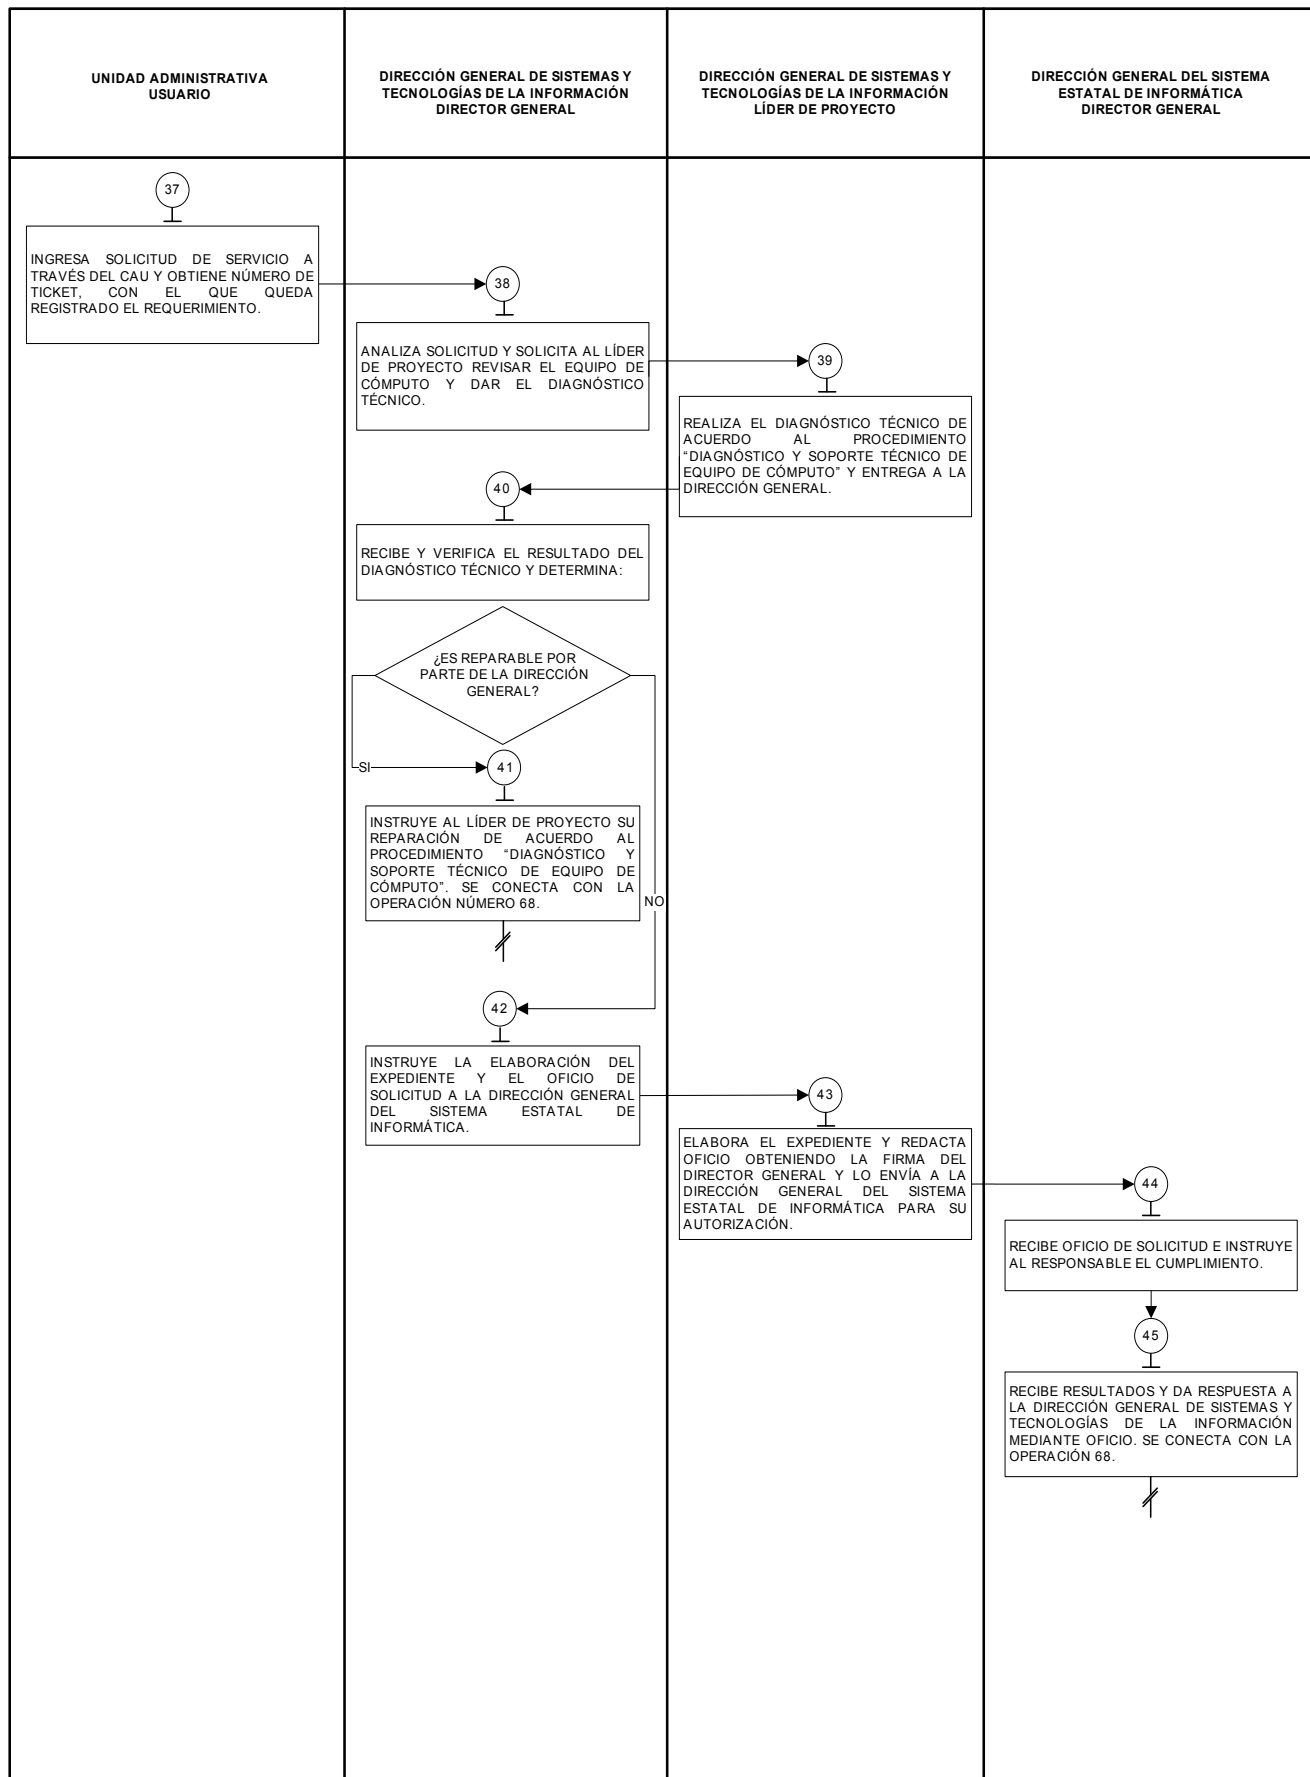 UNIDAD ADMINISTRATIVA
USUARIO
DIRECCIÓN GENERAL DE SISTEMAS Y
TECNOLOGÍAS DE LA INFORMACIÓN
DIRECTOR GENERAL
DIRECCIÓN GENERAL DE SISTEMAS Y
TECNOLOGÍAS DE LA INFORMACIÓN
LÍDER DE PROYECTO
DIRECCIÓN GENERAL DEL SISTEMA
ESTATAL DE INFORMÁTICA
DIRECTOR GENERAL
37
INGRESA SOLICITUD DE SERVICIO A
TRAVÉS DEL CAU Y OBTIENE NÚMERO DE
TICKET, CON EL QUE QUEDA
REGISTRADO EL REQUERIMIENTO.
38
ANALIZA SOLICITUD Y SOLICITA AL LÍDER
DE PROYECTO REVISAR EL EQUIPO DE
CÓMPUTO Y DAR EL DIAGNÓSTICO
TÉCNICO.
39
REALIZA EL DIAGNÓSTICO TÉCNICO DE
ACUERDO AL PROCEDIMIENTO
“DIAGNÓSTICO Y SOPORTE TÉCNICO DE
EQUIPO DE CÓMPUTO” Y ENTREGA A LA
DIRECCIÓN GENERAL.
40
RECIBE Y VERIFICA EL RESULTADO DEL
DIAGNÓSTICO TÉCNICO Y DETERMINA:
¿ES REPARABLE POR
PARTE DE LA DIRECCIÓN
GENERAL?
SI
41
INSTRUYE AL LÍDER DE PROYECTO SU
REPARACIÓN DE ACUERDO AL
PROCEDIMIENTO “DIAGNÓSTICO Y
SOPORTE TÉCNICO DE EQUIPO DE
CÓMPUTO”. SE CONECTA CON LA
OPERACIÓN NÚMERO 68.
NO
42
INSTRUYE LA ELABORACIÓN DEL
EXPEDIENTE Y EL OFICIO DE
SOLICITUD A LA DIRECCIÓN GENERAL
DEL SISTEMA ESTATAL DE
INFORMÁTICA.
43
ELABORA EL EXPEDIENTE Y REDACTA
OFICIO OBTENIENDO LA FIRMA DEL
DIRECTOR GENERAL Y LO ENVÍA A LA
DIRECCIÓN GENERAL DEL SISTEMA
ESTATAL DE INFORMÁTICA PARA SU
AUTORIZACIÓN.
44
RECIBE OFICIO DE SOLICITUD E INSTRUYE
AL RESPONSABLE EL CUMPLIMIENTO.
45
RECIBE RESULTADOS Y DA RESPUESTA A
LA DIRECCIÓN GENERAL DE SISTEMAS Y
TECNOLOGÍAS DE LA INFORMACIÓN
MEDIANTE OFICIO. SE CONECTA CON LA
OPERACIÓN 68.